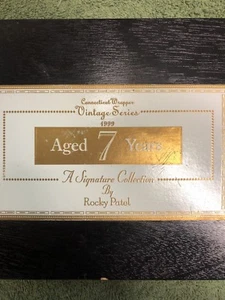 Connecticut Wrapper
Vintage Series
1999
Aged 7 Years
A Signature Collection
By
Rocky Patel